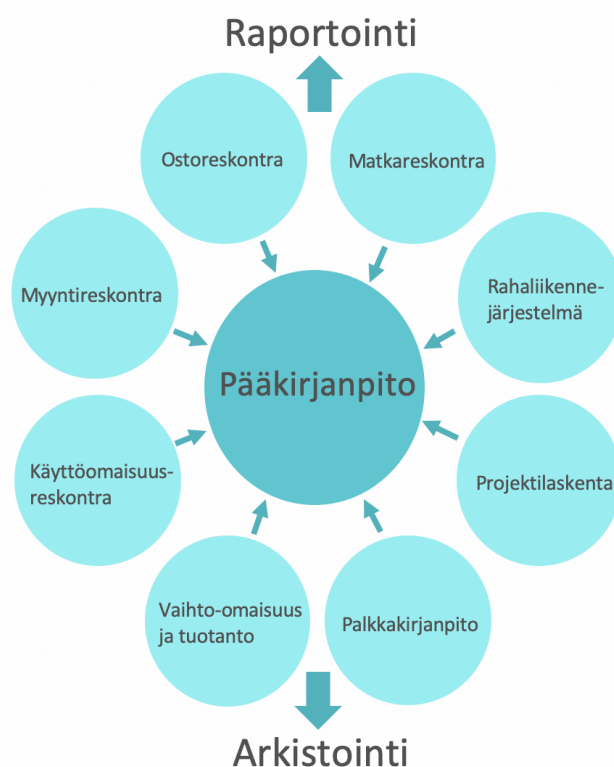 Raportointi
Ostoreskontra
Matkareskontra
Myyntireskontra
Rahaliikenne-
järjestelmä
Pääkirjanpito
Käyttöomaisuus-
reskontra
Projektilaskenta
Vaihto-omaisuus
ja tuotanto
Palkkakirjanpito
Arkistointi